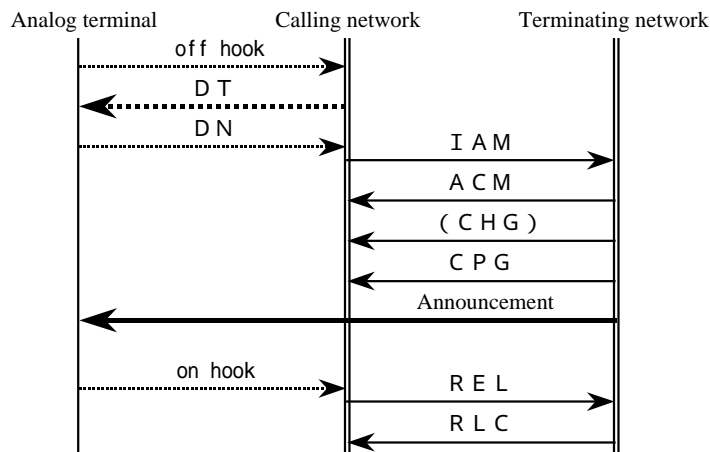 Analog terminal Calling network Terminating network
off hook
DT
DN
IAM
ACM
(CHG)
CPG
Announcement
on hook
REL
RLC